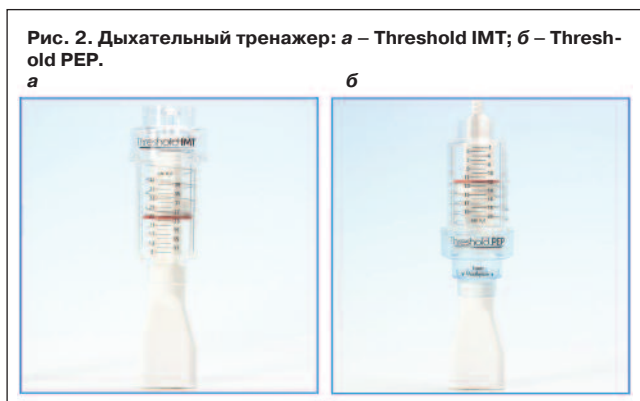 Рис. 2. Дыхательный тренажер: а – Threshold IMT; б – Thresh-
old PEP.
а
б
Threshold IMT
Threshold PEP